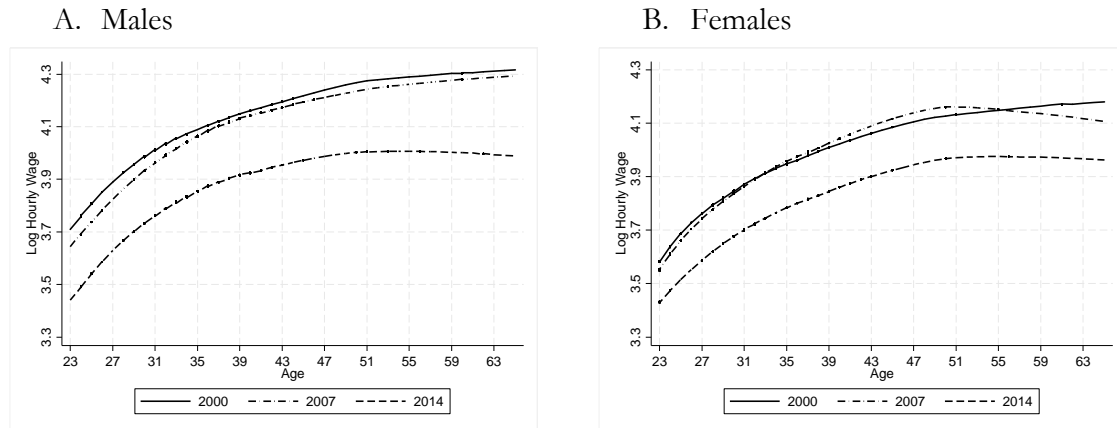 A. Males
B. Females
Log Hourly Wage
3.3 3.5 3.7 3.9 4.1 4.3
23 27 31 35 39 43 47 51 55 59 63
Age
2000 2007 2014
Log Hourly Wage
3.3 3.5 3.7 3.9 4.1 4.3
23 27 31 35 39 43 47 51 55 59 63
Age
2000 2007 2014